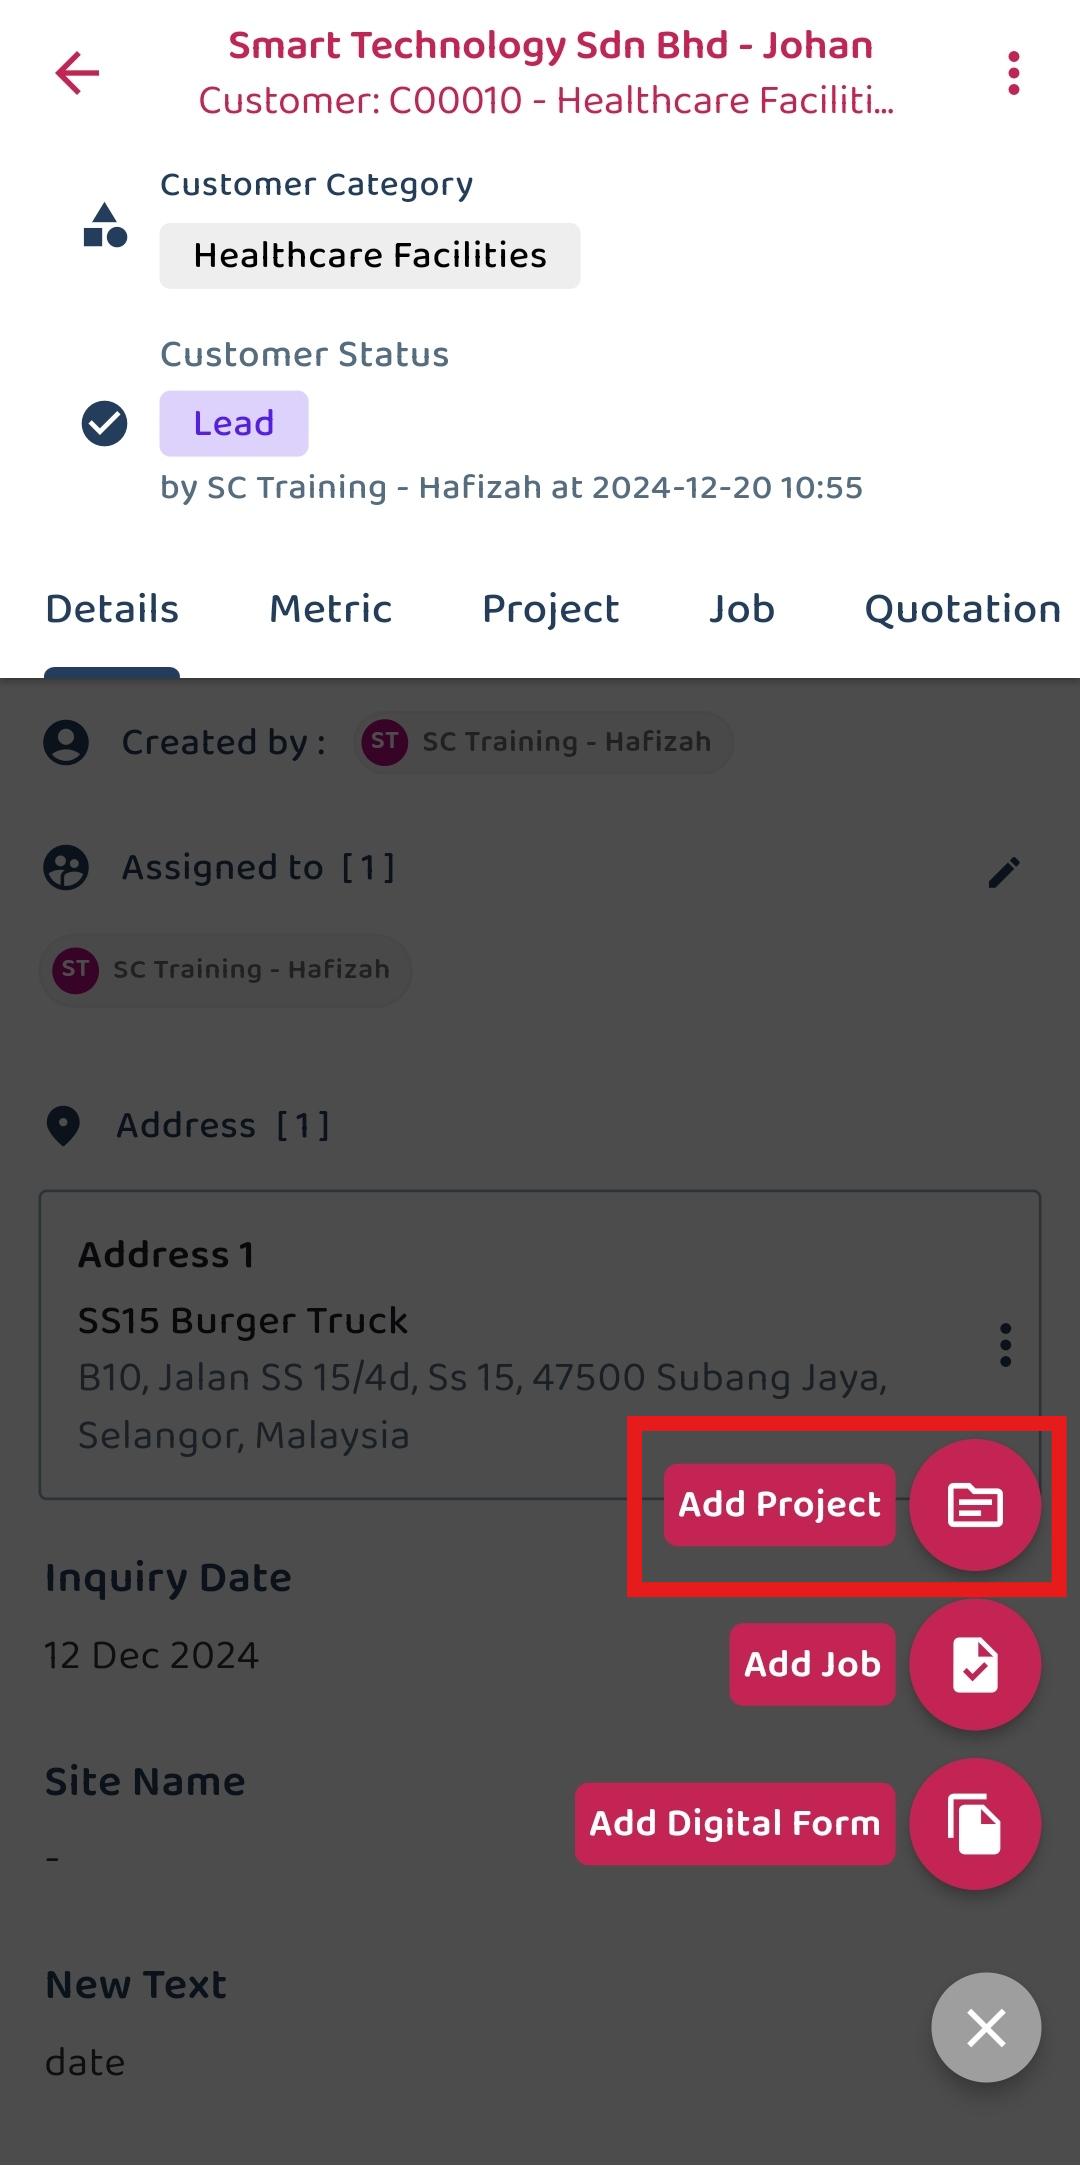 Smart Technology Sdn Bhd - Johan
Customer: C00010 - Healthcare Faciliti...
Customer Category
Healthcare Facilities
Customer Status
Lead
by SC Training - Hafizah at 2024-12-20 10:55
Details Metric Project Job Quotation
Created by : ST SC Training - Hafizah
Assigned to [ 1 ]
ST SC Training - Hafizah
Address [ 1 ]
Address 1
SS15 Burger Truck
B10, Jalan SS 15/4d, Ss 15, 47500 Subang Jaya,
Selangor, Malaysia
Add Project
Inquiry Date
12 Dec 2024
Add Job
Site Name
-
Add Digital Form
New Text
date